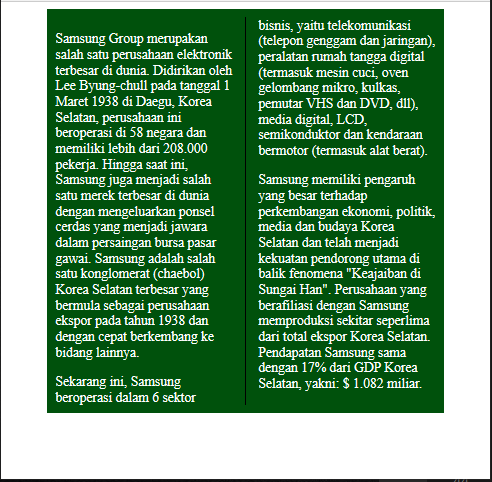 Samsung Group merupakan
salah satu perusahaan elektronik
terbesar di dunia. Didirikan oleh
Lee Byung-chull pada tanggal 1
Maret 1938 di Daegu, Korea
Selatan, perusahaan ini
beroperasi di 58 negara dan
memiliki lebih dari 208.000
pekerja. Hingga saat ini,
Samsung juga menjadi salah
satu merek terbesar di dunia
dengan mengeluarkan ponsel
cerdas yang menjadi jawara
dalam persaingan bursa pasar
gawai. Samsung adalah salah
satu konglomerat (chaebol)
Korea Selatan terbesar yang
bermula sebagai perusahaan
ekspor pada tahun 1938 dan
dengan cepat berkembang ke
bidang lainnya.
Sekarang ini, Samsung
beroperasi dalam 6 sektor
bisnis, yaitu telekomunikasi
(telepon genggam dan jaringan),
peralatan rumah tangga digital
(termasuk mesin cuci, oven
gelombang mikro, kulkas,
pemutar VHS dan DVD, dll),
media digital, LCD,
semikonduktor dan kendaraan
bermotor (termasuk alat berat).
Samsung memiliki pengaruh
yang besar terhadap
perkembangan ekonomi, politik,
media dan budaya Korea
Selatan dan telah menjadi
kekuatan pendorong utama di
balik fenomena "Keajaiban di
Sungai Han". Perusahaan yang
berafiliasi dengan Samsung
memproduksi sekitar seperlima
dari total ekspor Korea Selatan.
Pendapatan Samsung sama
dengan 17% dari GDP Korea
Selatan, yakni: $ 1.082 miliar.